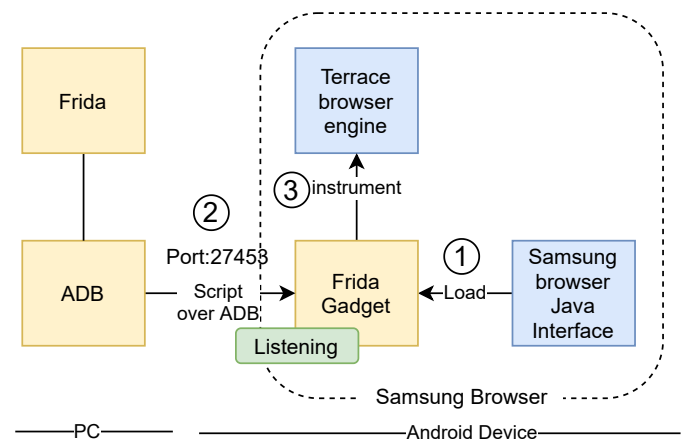 Frida
Terrace
browser
engine
3
instrument
2
Port:27453
1
ADB
Script
over ADB
Frida
Gadget
Load
Samsung
browser
Java
Interface
Listening
Samsung Browser
PC
Android Device